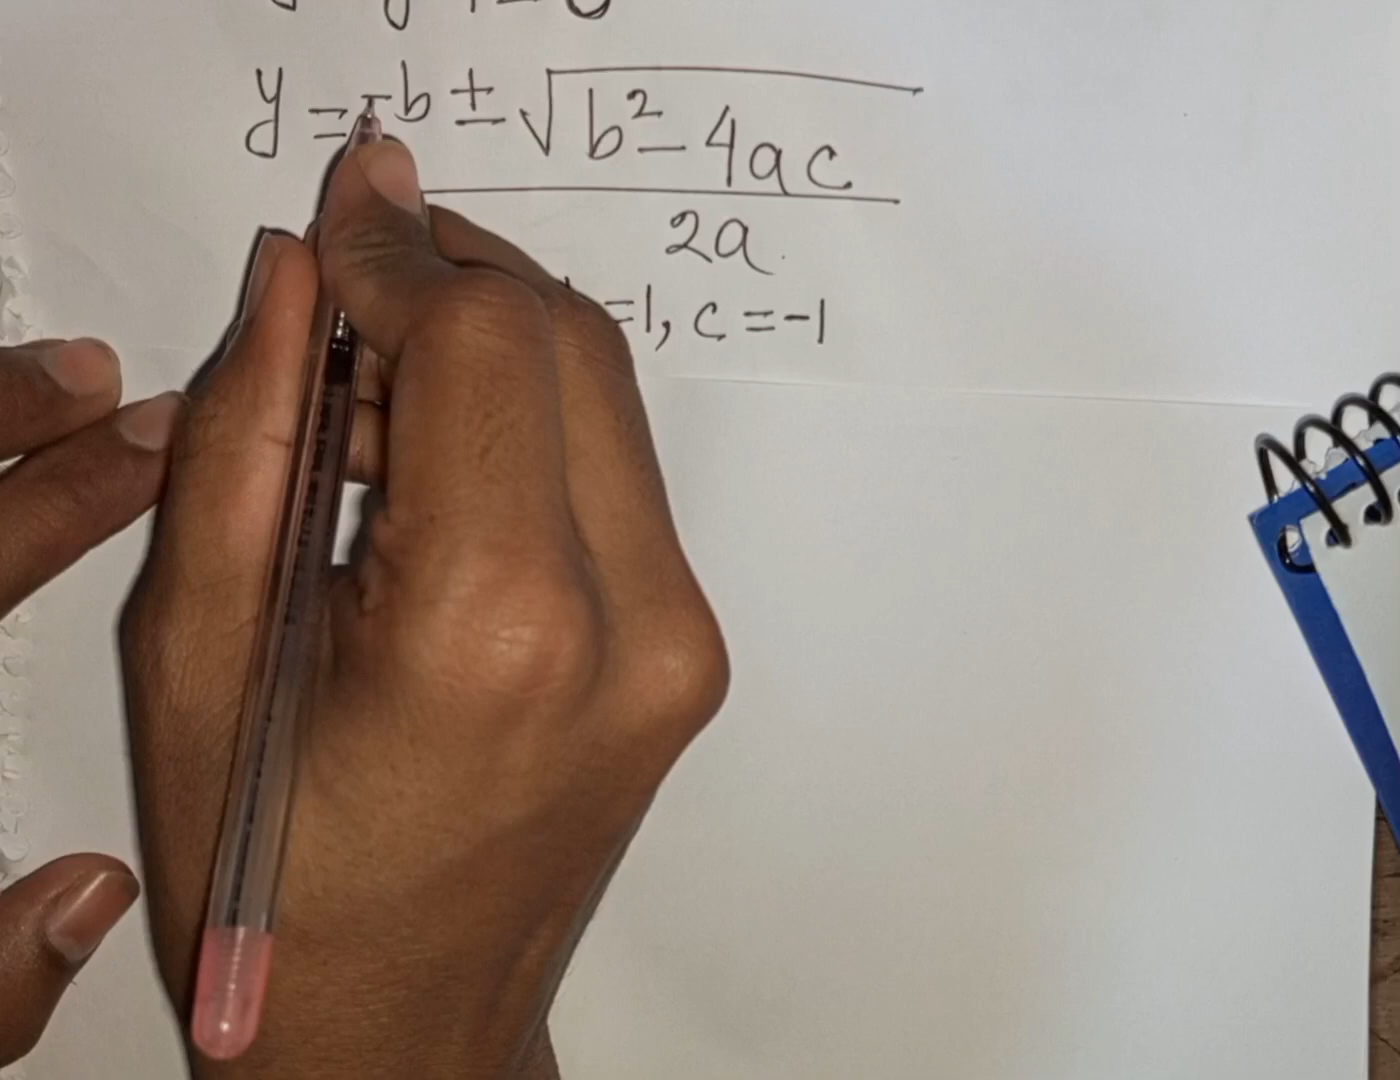 y = -b ± √b² - 4ac
2a
=1, c = -1